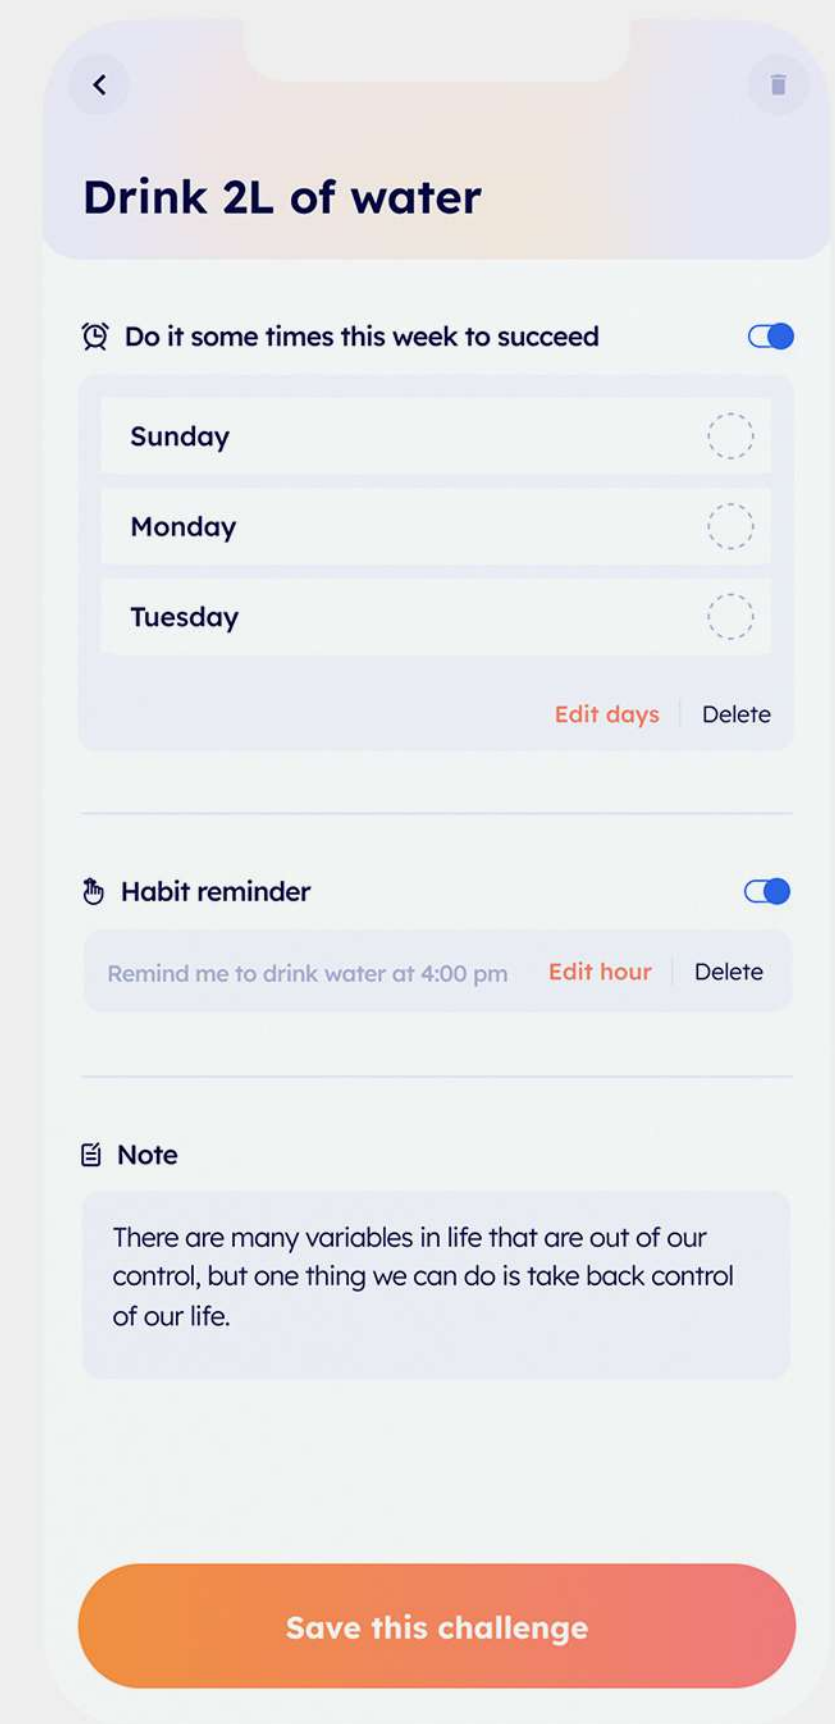 Drink 2L of water
Do it some times this week to succeed
Sunday
Monday
Tuesday
Edit days
Delete
Habit reminder
Remind me to drink water at 4:00 pm
Edit hour
Delete
Note
There are many variables in life that are out of our
control, but one thing we can do is take back control
of our life.
Save this challenge